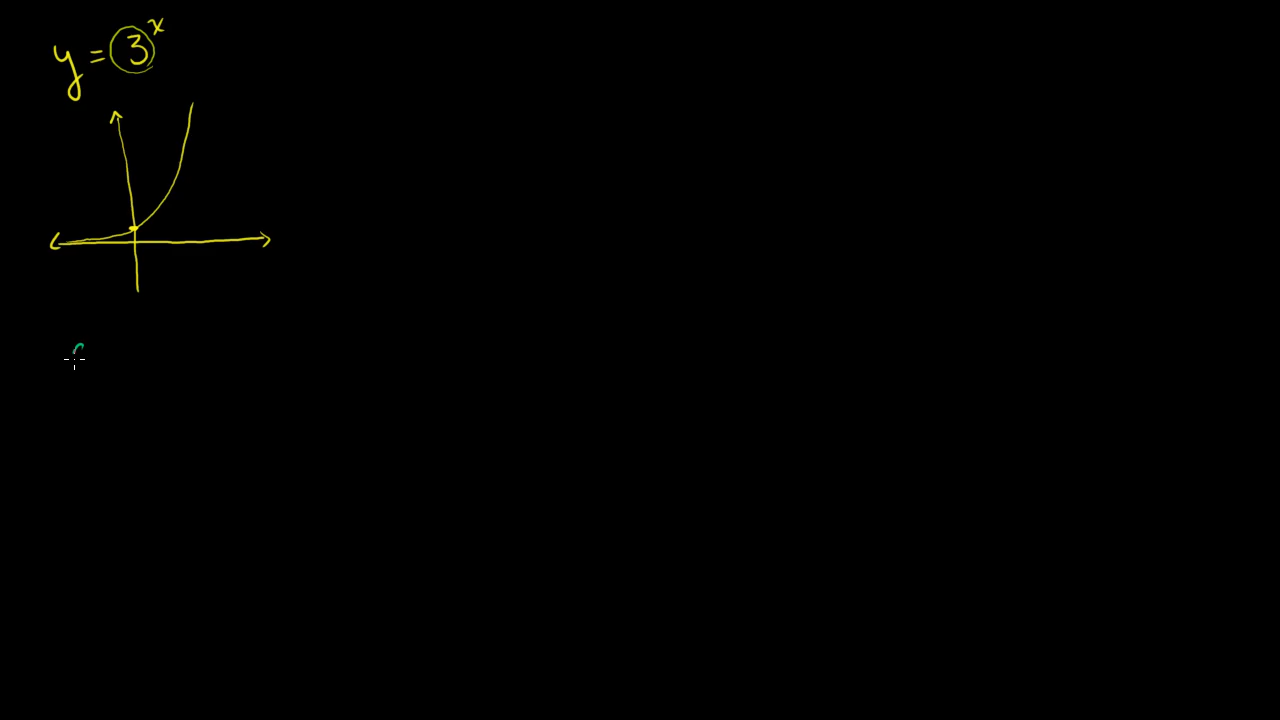 y = 3^x